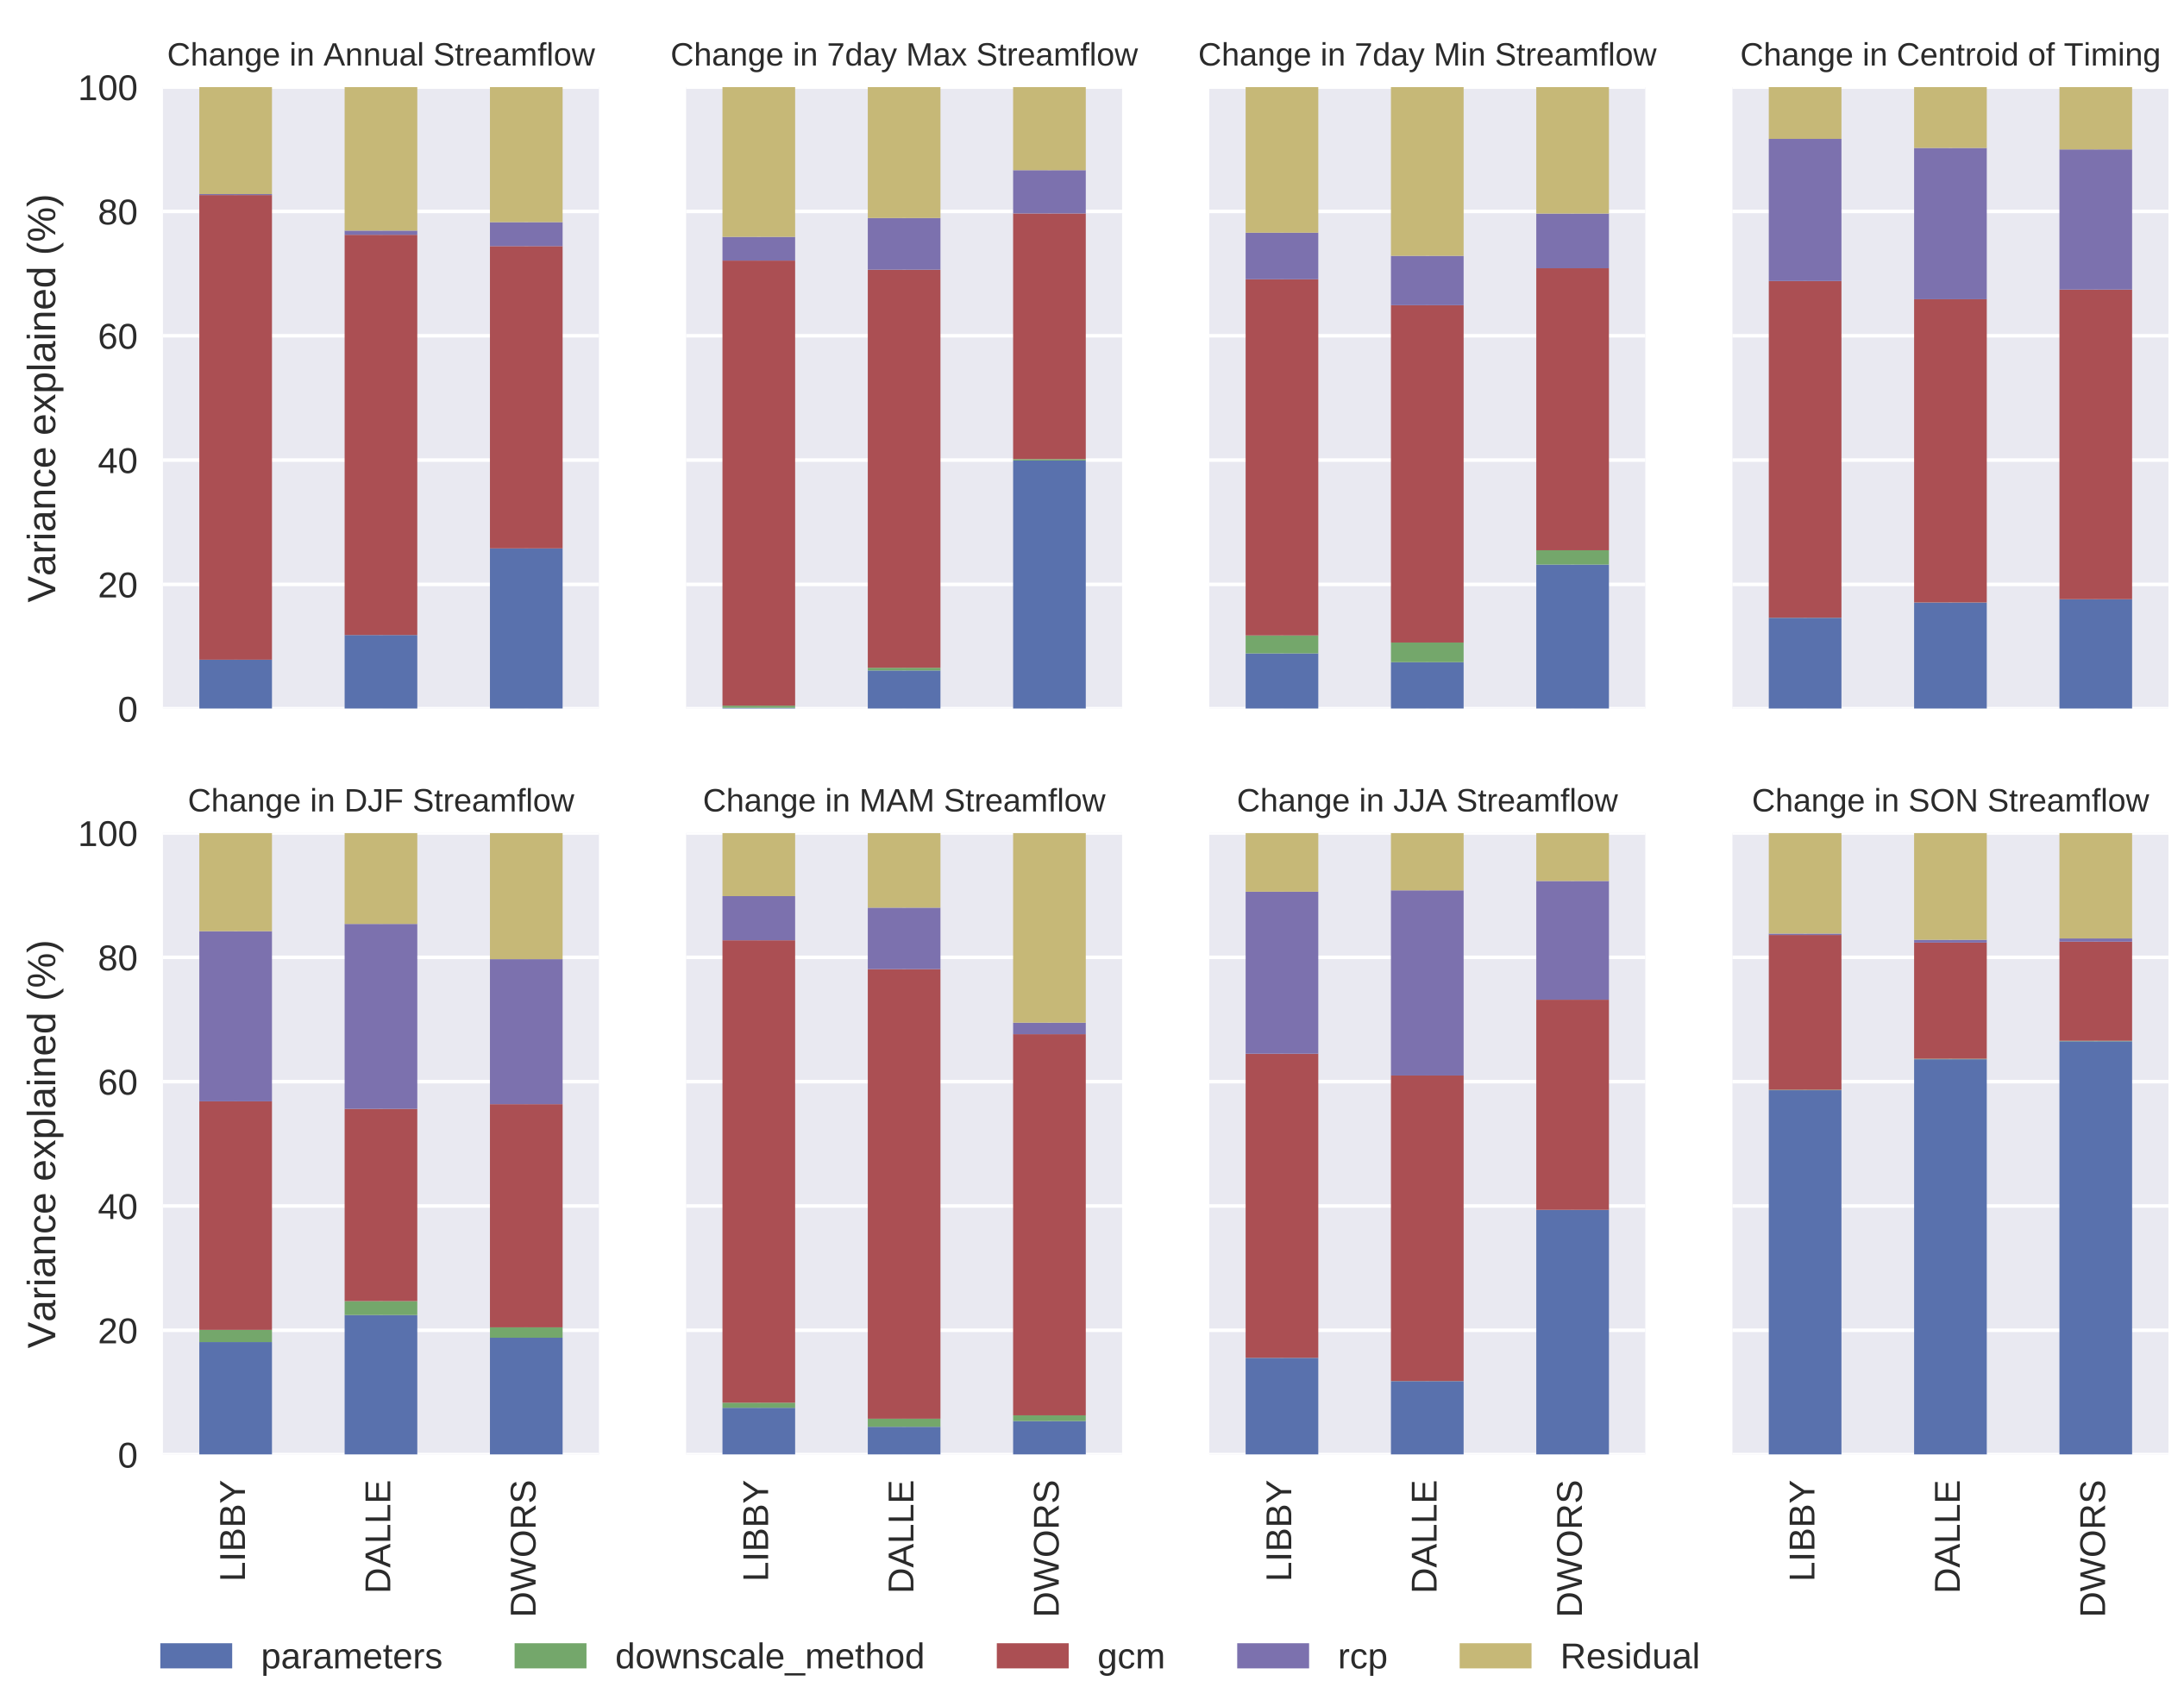 Change in Annual Streamflow
Change in 7day Max Streamflow
Change in 7day Min Streamflow
Change in Centroid of Timing
Variance explained (%)
100
80
60
40
20
0
Change in DJF Streamflow
Change in MAM Streamflow
Change in JJA Streamflow
Change in SON Streamflow
Variance explained (%)
100
80
60
40
20
0
LIBBY
DALLE
DWORS
LIBBY
DALLE
DWORS
LIBBY
DALLE
DWORS
LIBBY
DALLE
DWORS
parameters
downscale_method
gcm
rcp
Residual